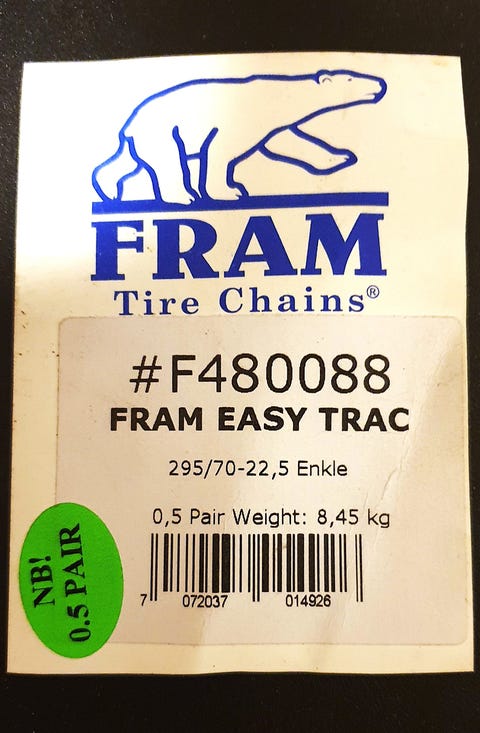 FRAM
Tire Chains®
#F480088
FRAM EASY TRAC
295/70-22,5 Enkle
0,5 Pair Weight: 8,45 kg
7 072037 014926
NB!
0.5 PAIR